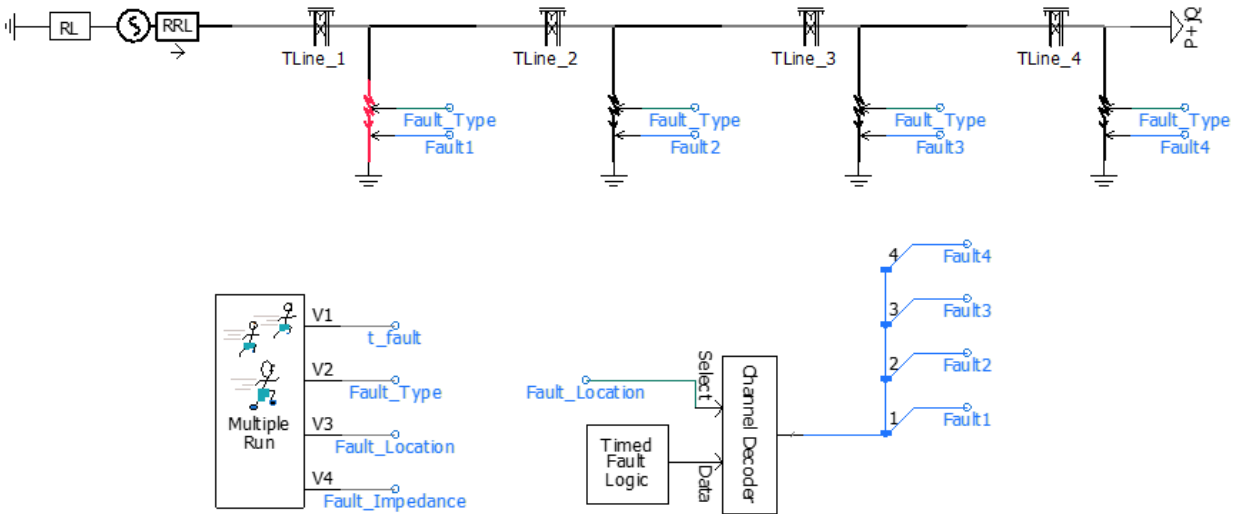 RL
RRL
P+jQ
TLine_1
TLine_2
TLine_3
TLine_4
Fault_Type
Fault1
Fault_Type
Fault2
Fault_Type
Fault3
Fault_Type
Fault4
Multiple
Run
V1
t_fault
V2
Fault_Type
V3
Fault_Location
V4
Fault_Impedance
Fault_Location
Select
Timed
Fault
Logic
Data
Channel Decoder
4
Fault4
3
Fault3
2
Fault2
1
Fault1